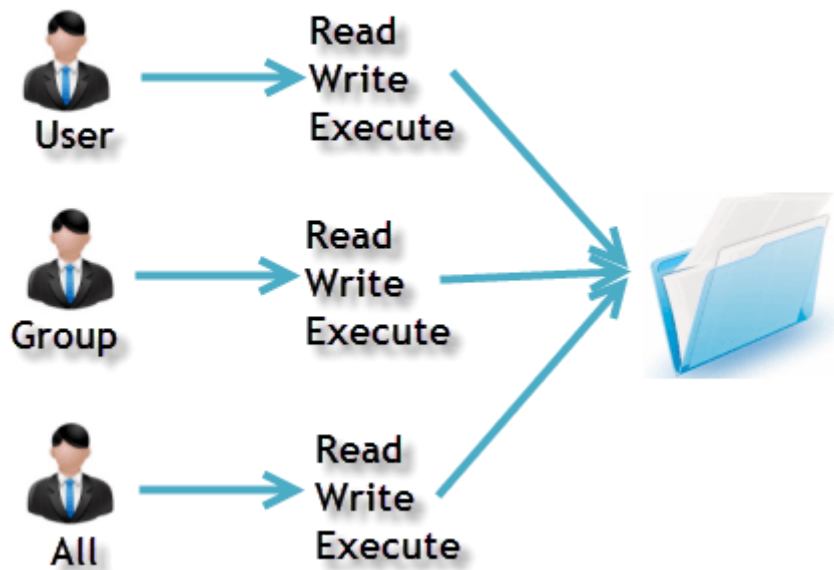 User
Read
Write
Execute
Group
Read
Write
Execute
All
Read
Write
Execute